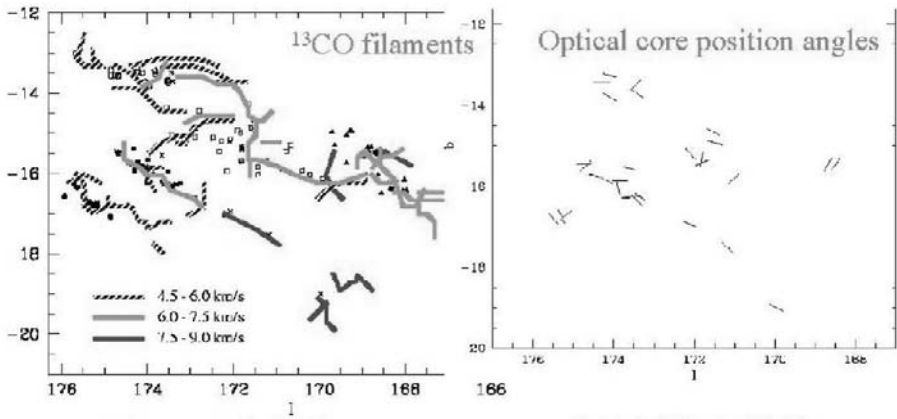 ¹³CO filaments
-12
-14
-16
-18
-20
4.5 - 6.0 km/s
6.0 - 7.5 km/s
7.5 - 9.0 km/s
176
174
172
170
168
166
l
Optical core position angles
b
-12
-14
-16
-18
20
176
174
172
170
168
l